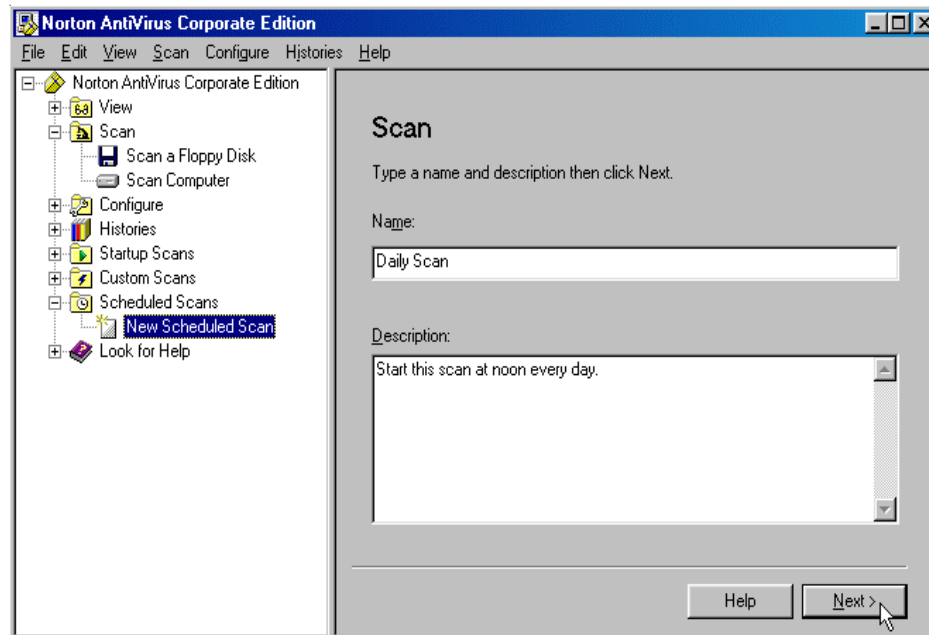 Norton AntiVirus Corporate Edition
File Edit View Scan Configure Histories Help
Norton AntiVirus Corporate Edition
View
Scan
Scan a Floppy Disk
Scan Computer
Configure
Histories
Startup Scans
Custom Scans
Scheduled Scans
New Scheduled Scan
Look for Help
Scan
Type a name and description then click Next.
Name:
Daily Scan
Description:
Start this scan at noon every day.
Help
Next >